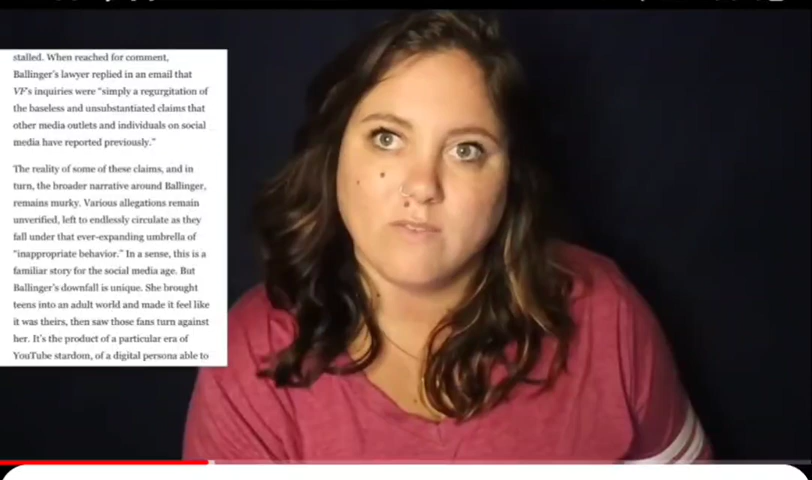 stalled. When reached for comment,
Ballinger's lawyer replied in an email that
VF's inquiries were "simply a regurgitation of
the baseless and unsubstantiated claims that
other media outlets and individuals on social
media have reported previously."
The reality of some of these claims, and in
turn, the broader narrative around Ballinger,
remains murky. Various allegations remain
unverified, left to endlessly circulate as they
fall under that ever-expanding umbrella of
"inappropriate behavior." In a sense, this is a
familiar story for the social media age. But
Ballinger's downfall is unique. She brought
teens into an adult world and made it feel like
it was theirs, then saw those fans turn against
her. It's the product of a particular era of
YouTube stardom, of a digital persona able to